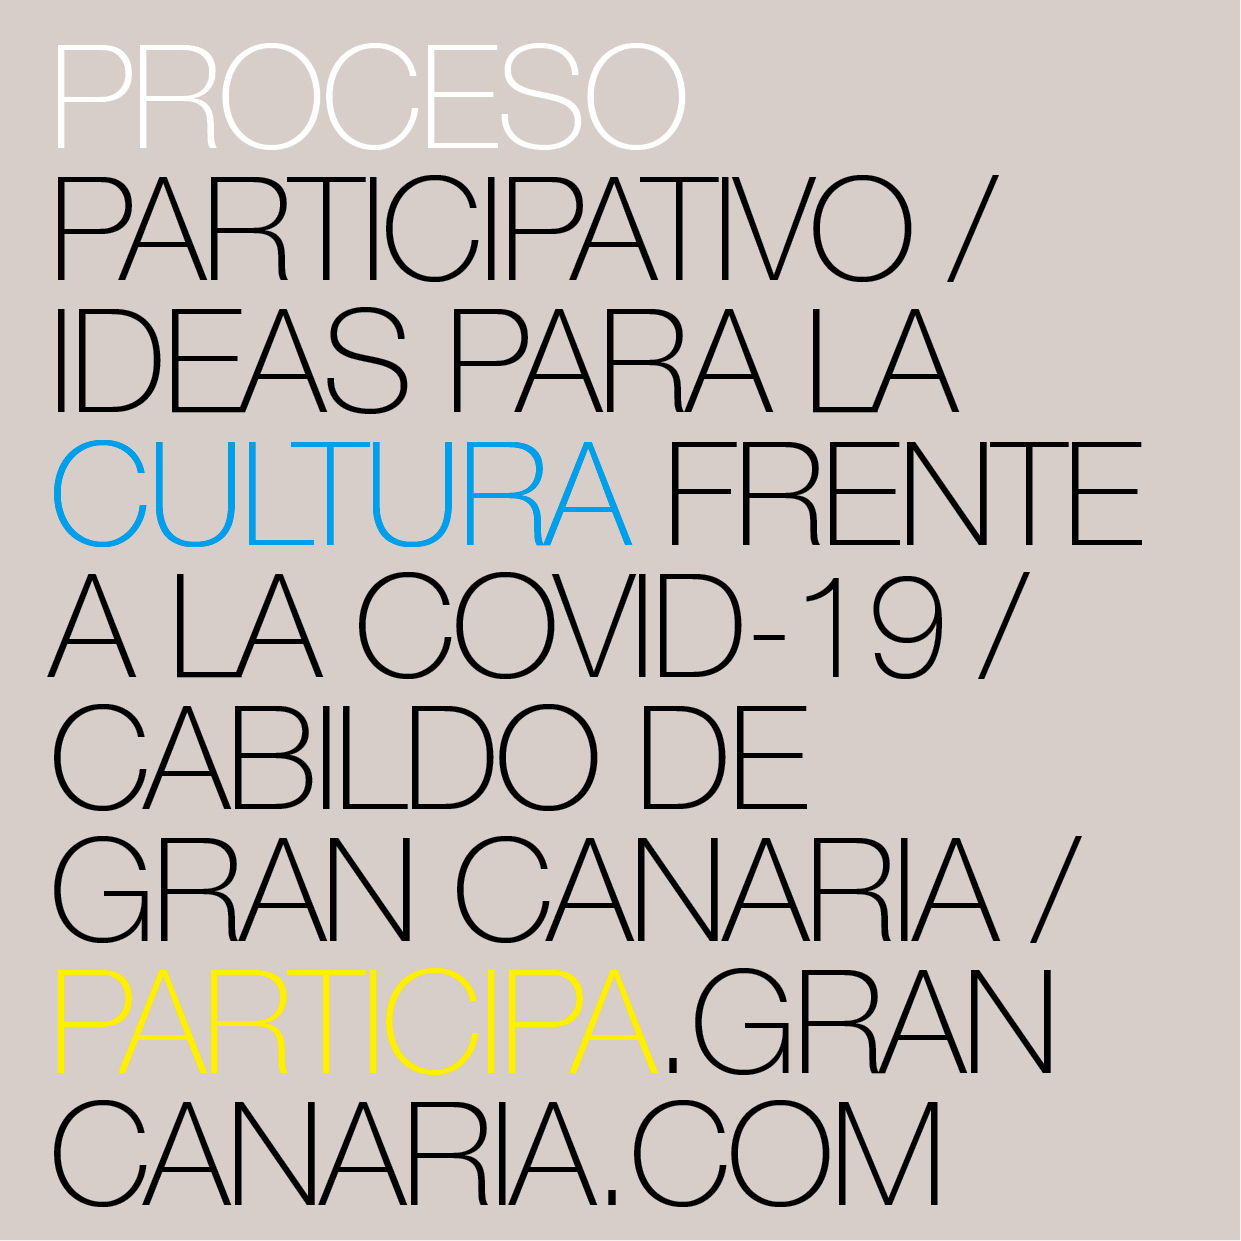 PROCESO
PARTICIPATIVO /
IDEAS PARA LA
CULTURA FRENTE
A LA COVID-19 /
CABILDO DE
GRAN CANARIA /
PARTICIPA.GRAN
CANARIA.COM